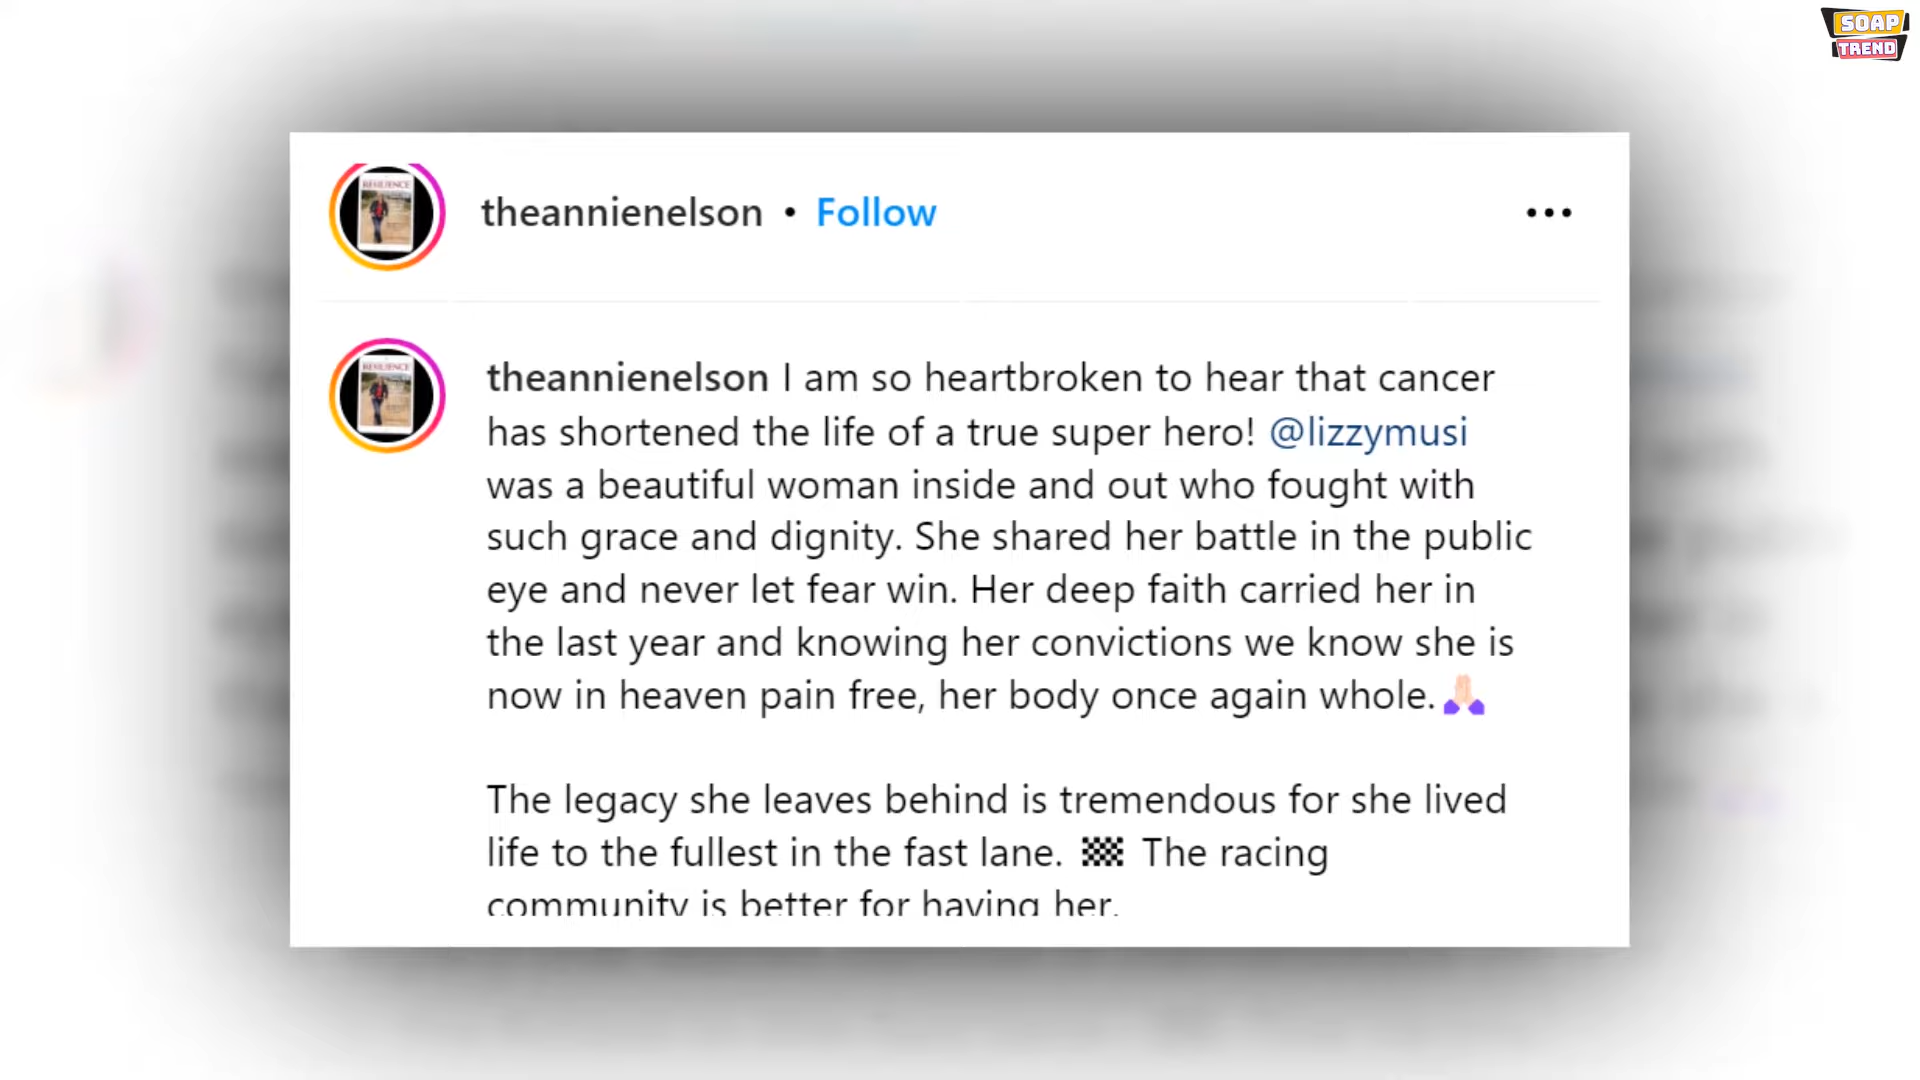 SOAP
TREND
theannienelson • Follow
RESILIENCE
theannienelson I am so heartbroken to hear that cancer
RESILIENCE
has shortened the life of a true super hero! @lizzymusi
was a beautiful woman inside and out who fought with
such grace and dignity. She shared her battle in the public
eye and never let fear win. Her deep faith carried her in
the last year and knowing her convictions we know she is
now in heaven pain free, her body once again whole.🙏🏻
The legacy she leaves behind is tremendous for she lived
life to the fullest in the fast lane. 🏁 The racing
community is better for having her.